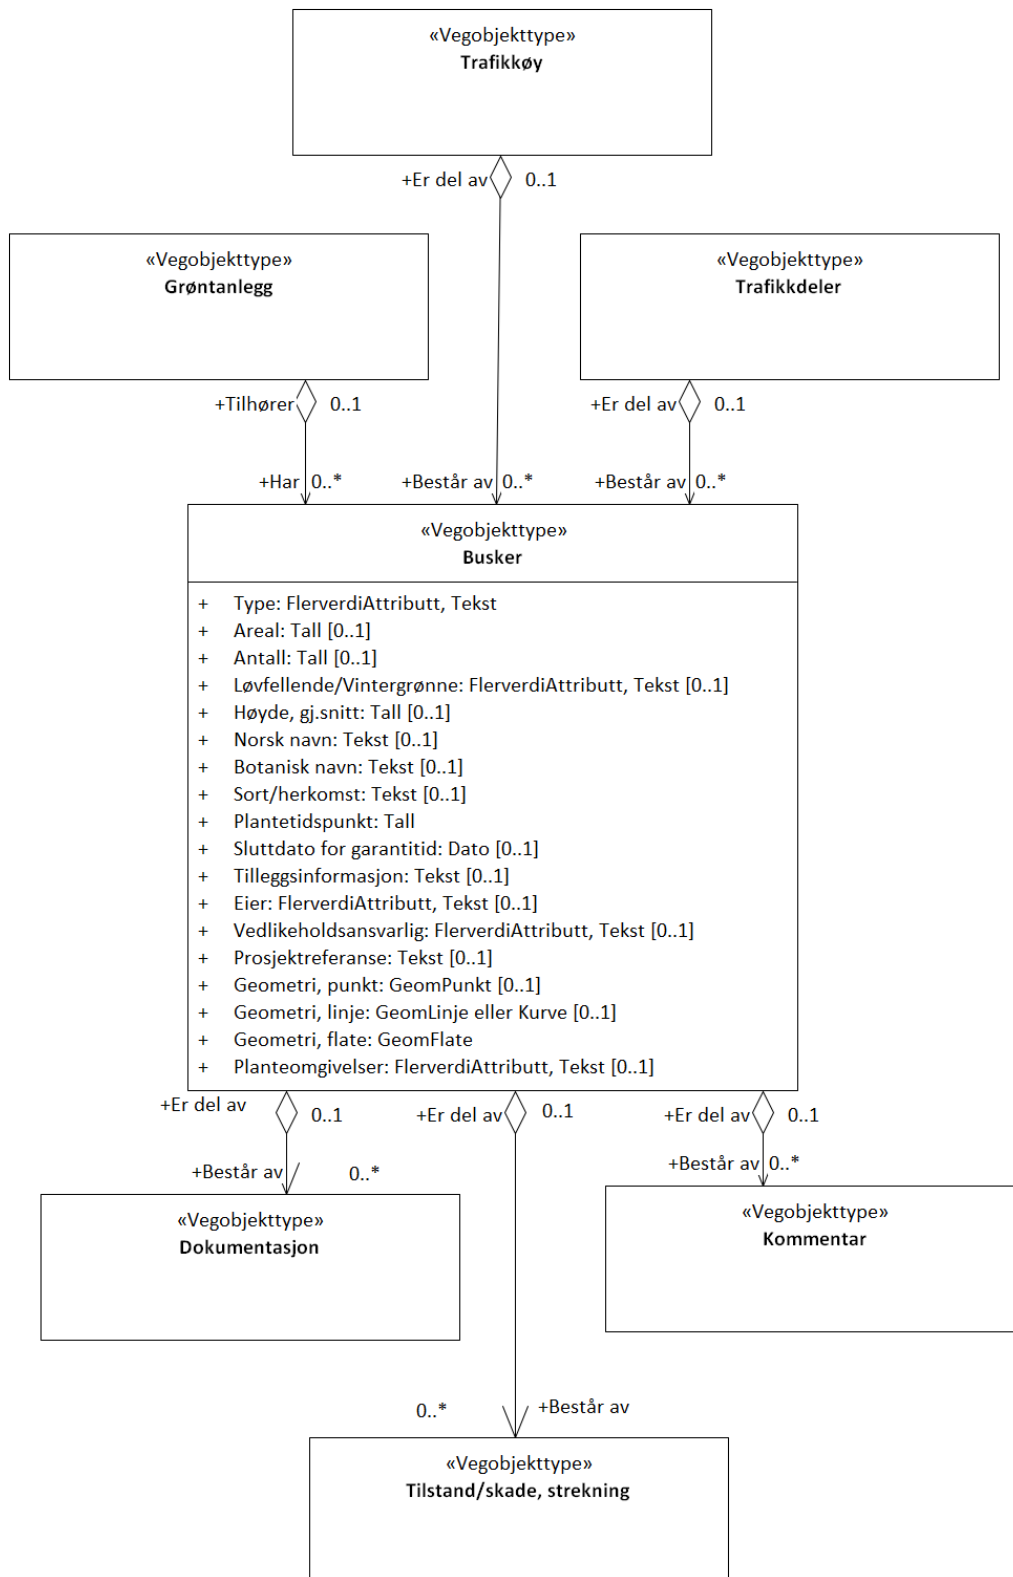 «Vegobjekttype»
Trafikkøy
+Er del av 0..1
«Vegobjekttype»
Grøntanlegg
«Vegobjekttype»
Trafikkdeler
+Tilhører 0..1
+Er del av 0..1
+Har 0..*
+Består av 0..*
+Består av 0..*
«Vegobjekttype»
Busker
+ Type: FlerverdiAttributt, Tekst
+ Areal: Tall [0..1]
+ Antall: Tall [0..1]
+ Løvfellende/Vintergrønne: FlerverdiAttributt, Tekst [0..1]
+ Høyde, gj.snitt: Tall [0..1]
+ Norsk navn: Tekst [0..1]
+ Botanisk navn: Tekst [0..1]
+ Sort/herkomst: Tekst [0..1]
+ Plantetidspunkt: Tall
+ Sluttdato for garantitid: Dato [0..1]
+ Tilleggsinformasjon: Tekst [0..1]
+ Eier: FlerverdiAttributt, Tekst [0..1]
+ Vedlikeholdsansvarlig: FlerverdiAttributt, Tekst [0..1]
+ Prosjektreferanse: Tekst [0..1]
+ Geometri, punkt: GeomPunkt [0..1]
+ Geometri, linje: GeomLinje eller Kurve [0..1]
+ Geometri, flate: GeomFlate
+ Planteomgivelser: FlerverdiAttributt, Tekst [0..1]
+Er del av 0..1
+Er del av 0..1
+Er del av 0..1
+Består av 0..*
+Består av 0..*
«Vegobjekttype»
Dokumentasjon
«Vegobjekttype»
Kommentar
0..* +Består av
«Vegobjekttype»
Tilstand/skade, strekning